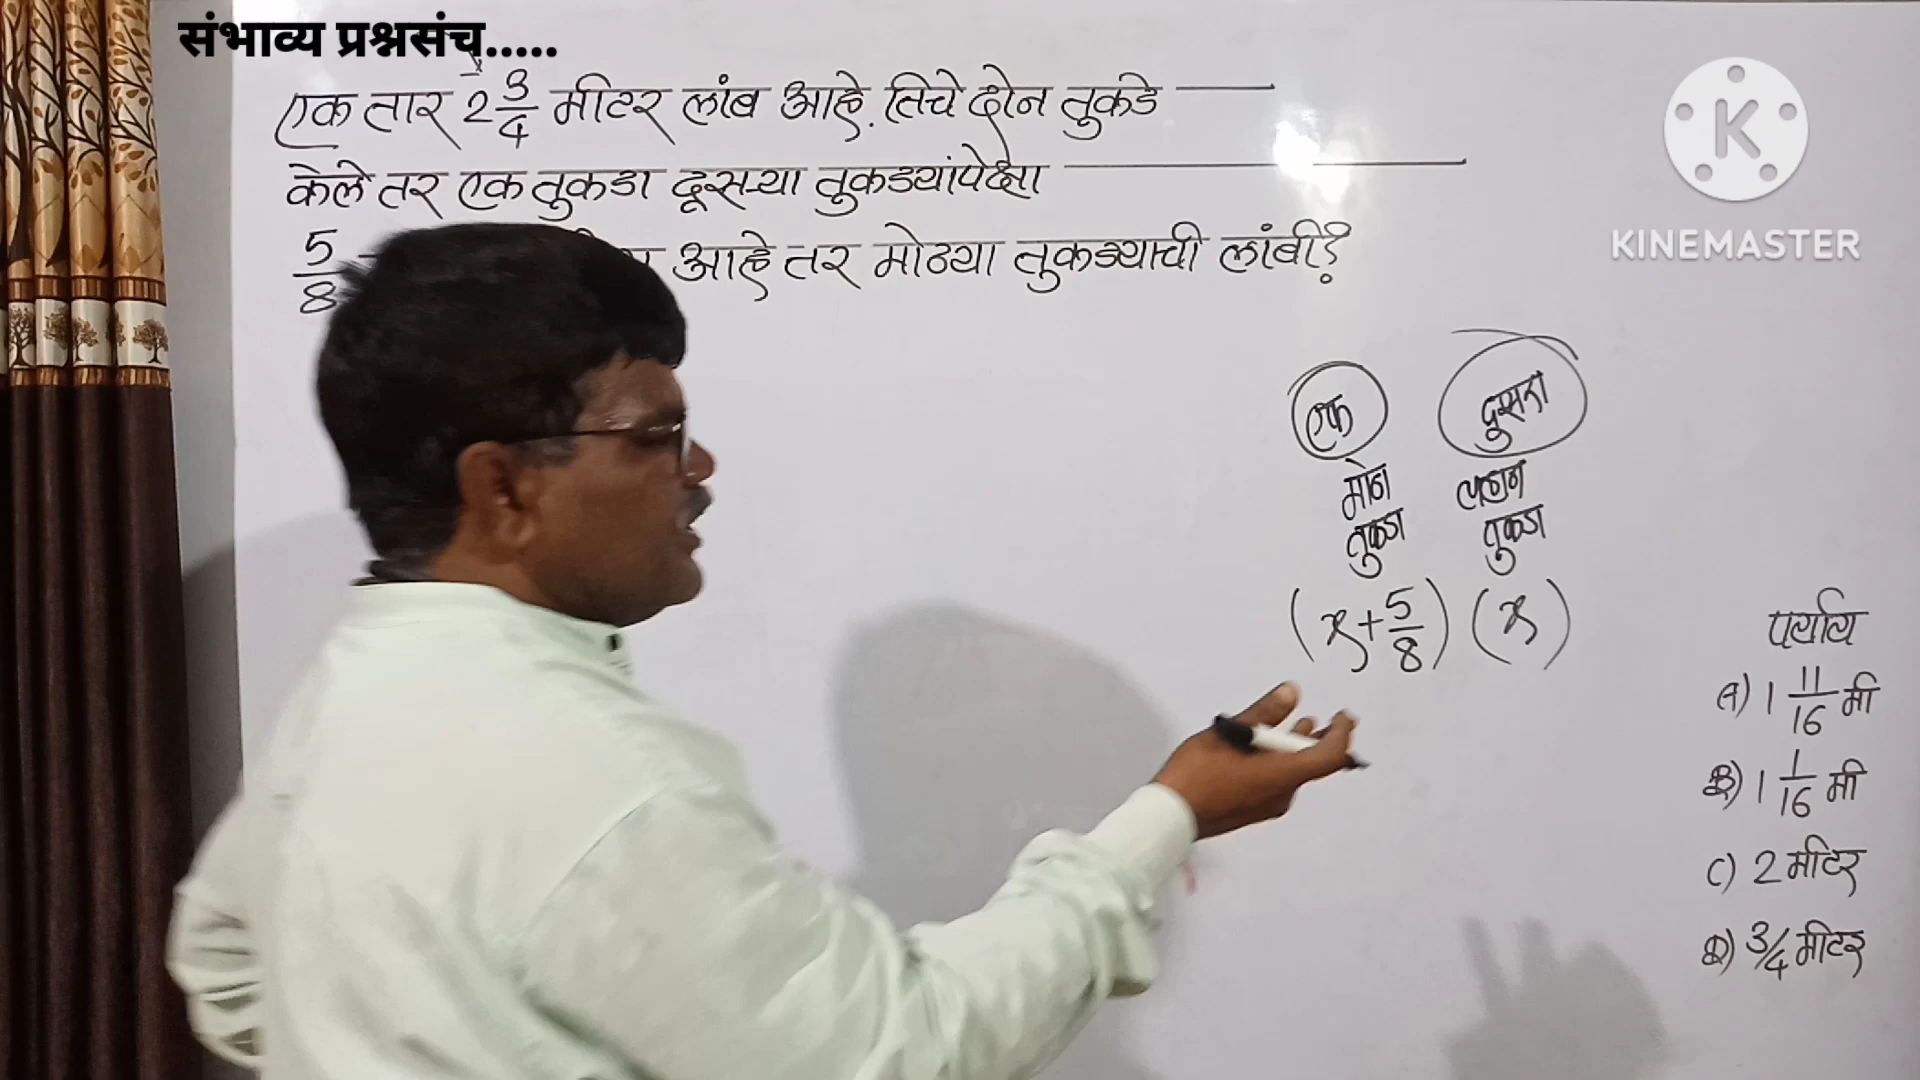 संभाव्य प्रश्नसंच.....
एक तार 2 3/4 मीटर लांब आहे. तिचे दोन तुकडे
केले तर एक तुकडा दूसऱ्या तुकड्यांपेक्षा
5/8 आहे तर मोठ्या तुकड्याची लांबी?
KINEMASTER
एक दूसरा
मोठा लहान
तुकडा तुकडा
(x+5/8) (x)
पर्याय
A) 1 11/16 मी
B) 1 1/16 मी
C) 2 मीटर
D) 3/4 मीटर